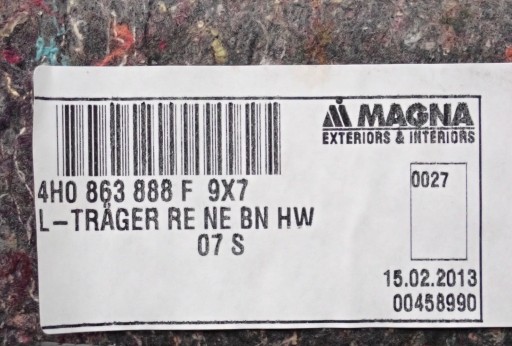 MAGNA
EXTERIORS & INTERIORS
4H0 863 888 F 9X7
L-TRÄGER RE NE BN HW
07 S
0027
15.02.2013
00458990